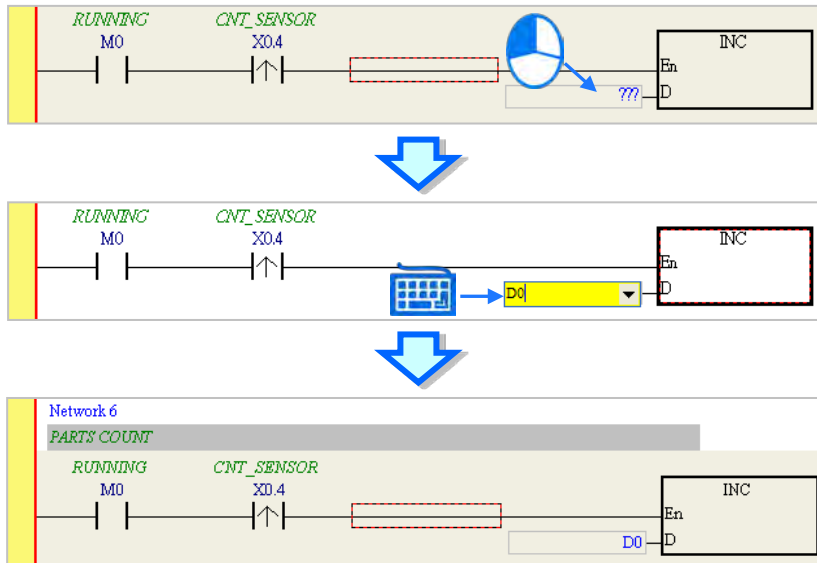 RUNNING CNT_SENSOR
M0 X0.4 INC
En
??? D
RUNNING CNT_SENSOR
M0 X0.4 INC
En
D0 D
Network 6
PARTS COUNT
RUNNING CNT_SENSOR
M0 X0.4 INC
En
D0 D